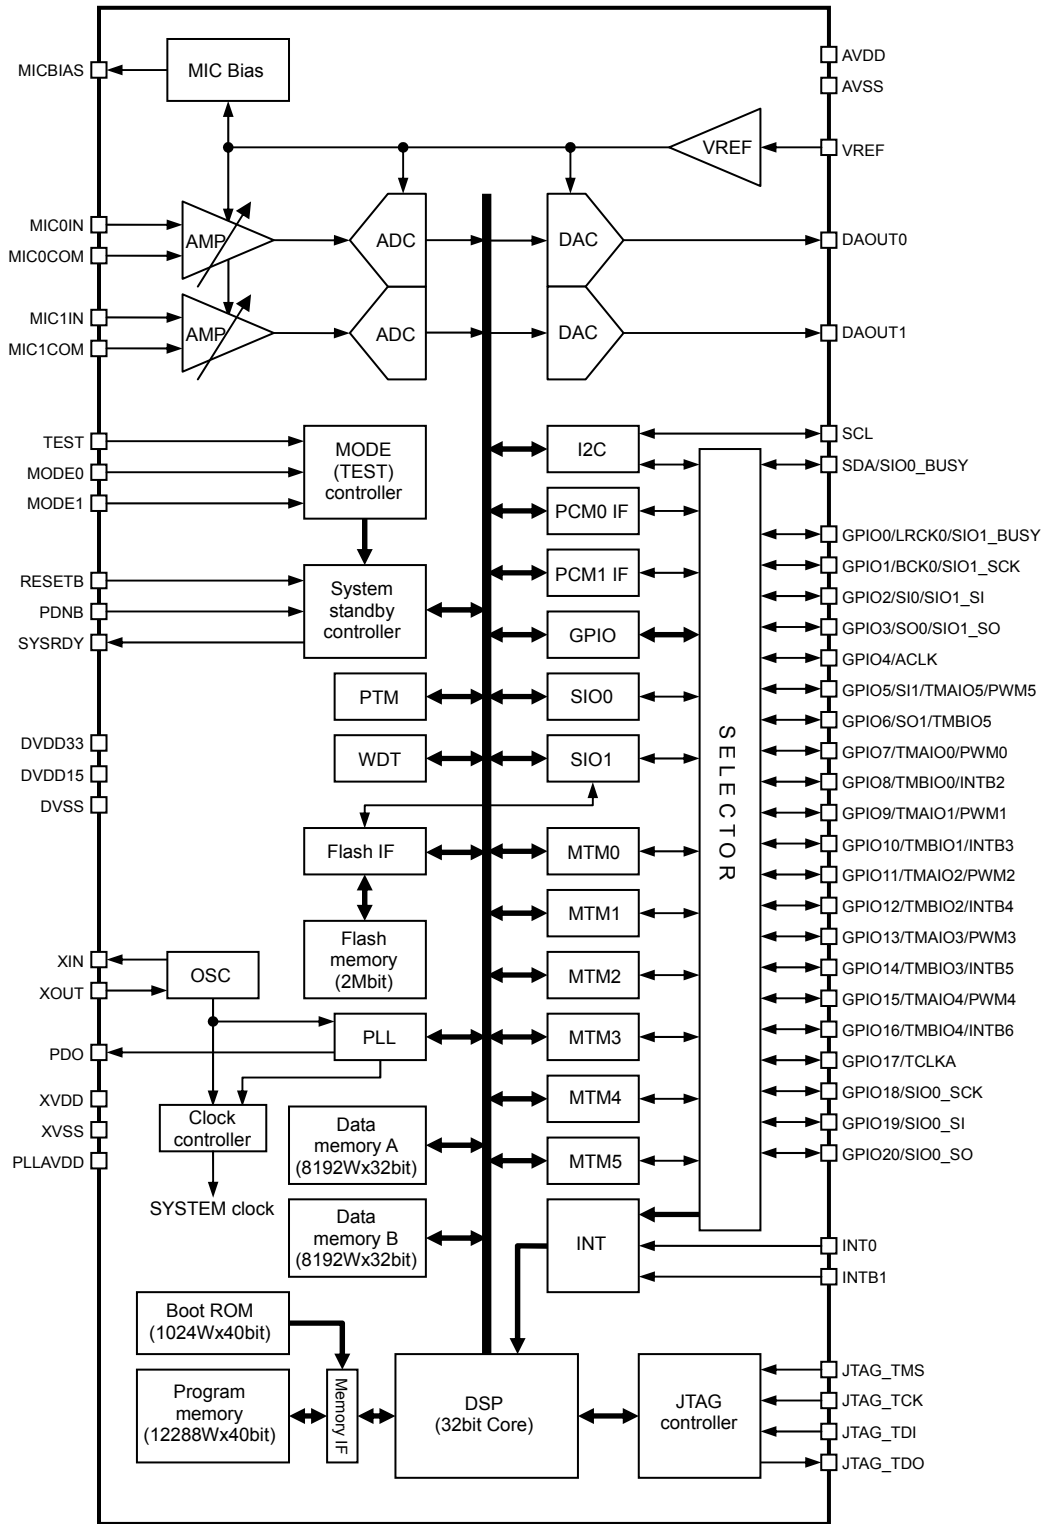 MICBIAS
MIC Bias
AVDD
AVSS
VREF
VREF
MIC0IN
MIC0COM
AMP
ADC
DAC
DAOUT0
MIC1IN
MIC1COM
AMP
ADC
DAC
DAOUT1
TEST
MODE0
MODE1
MODE
(TEST)
controller
RESETB
PDNB
SYSRDY
System
standby
controller
PTM
WDT
DVDD33
DVDD15
DVSS
Flash IF
Flash
memory
(2Mbit)
XIN
XOUT
OSC
PDO
PLL
XVDD
XVSS
PLLAVDD
Clock
controller
SYSTEM clock
Data
memory A
(8192Wx32bit)
Data
memory B
(8192Wx32bit)
Boot ROM
(1024Wx40bit)
Program
memory
(12288Wx40bit)
Memory IF
DSP
(32bit Core)
I2C
PCM0 IF
PCM1 IF
GPIO
SIO0
SIO1
MTM0
MTM1
MTM2
MTM3
MTM4
MTM5
INT
SELECTOR
SCL
SDA/SIO0_BUSY
GPIO0/LRCK0/SIO1_BUSY
GPIO1/BCK0/SIO1_SCK
GPIO2/SI0/SIO1_SI
GPIO3/SO0/SIO1_SO
GPIO4/ACLK
GPIO5/SI1/TMAIO5/PWM5
GPIO6/SO1/TMBIO5
GPIO7/TMAIO0/PWM0
GPIO8/TMBIO0/INTB2
GPIO9/TMAIO1/PWM1
GPIO10/TMBIO1/INTB3
GPIO11/TMAIO2/PWM2
GPIO12/TMBIO2/INTB4
GPIO13/TMAIO3/PWM3
GPIO14/TMBIO3/INTB5
GPIO15/TMAIO4/PWM4
GPIO16/TMBIO4/INTB6
GPIO17/TCLKA
GPIO18/SIO0_SCK
GPIO19/SIO0_SI
GPIO20/SIO0_SO
INT0
INTB1
JTAG
controller
JTAG_TMS
JTAG_TCK
JTAG_TDI
JTAG_TDO